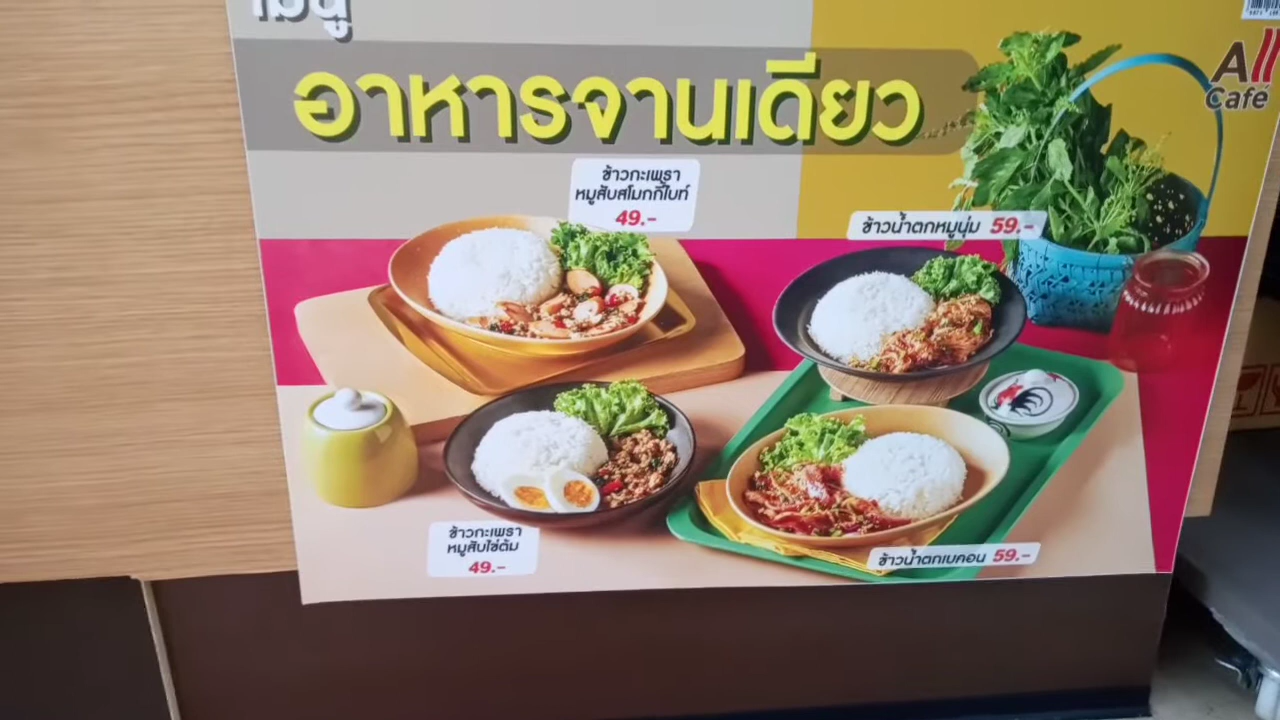 เมนู
อาหารจานเดียว
All
Café
ข้าวกะเพรา
หมูสับสโมกกี้ไบท์
49.-
ข้าวน้ำตกหมูนุ่ม 59.-
ข้าวกะเพรา
หมูสับไข่ต้ม
49.-
ข้าวน้ำตกเบคอน 59.-